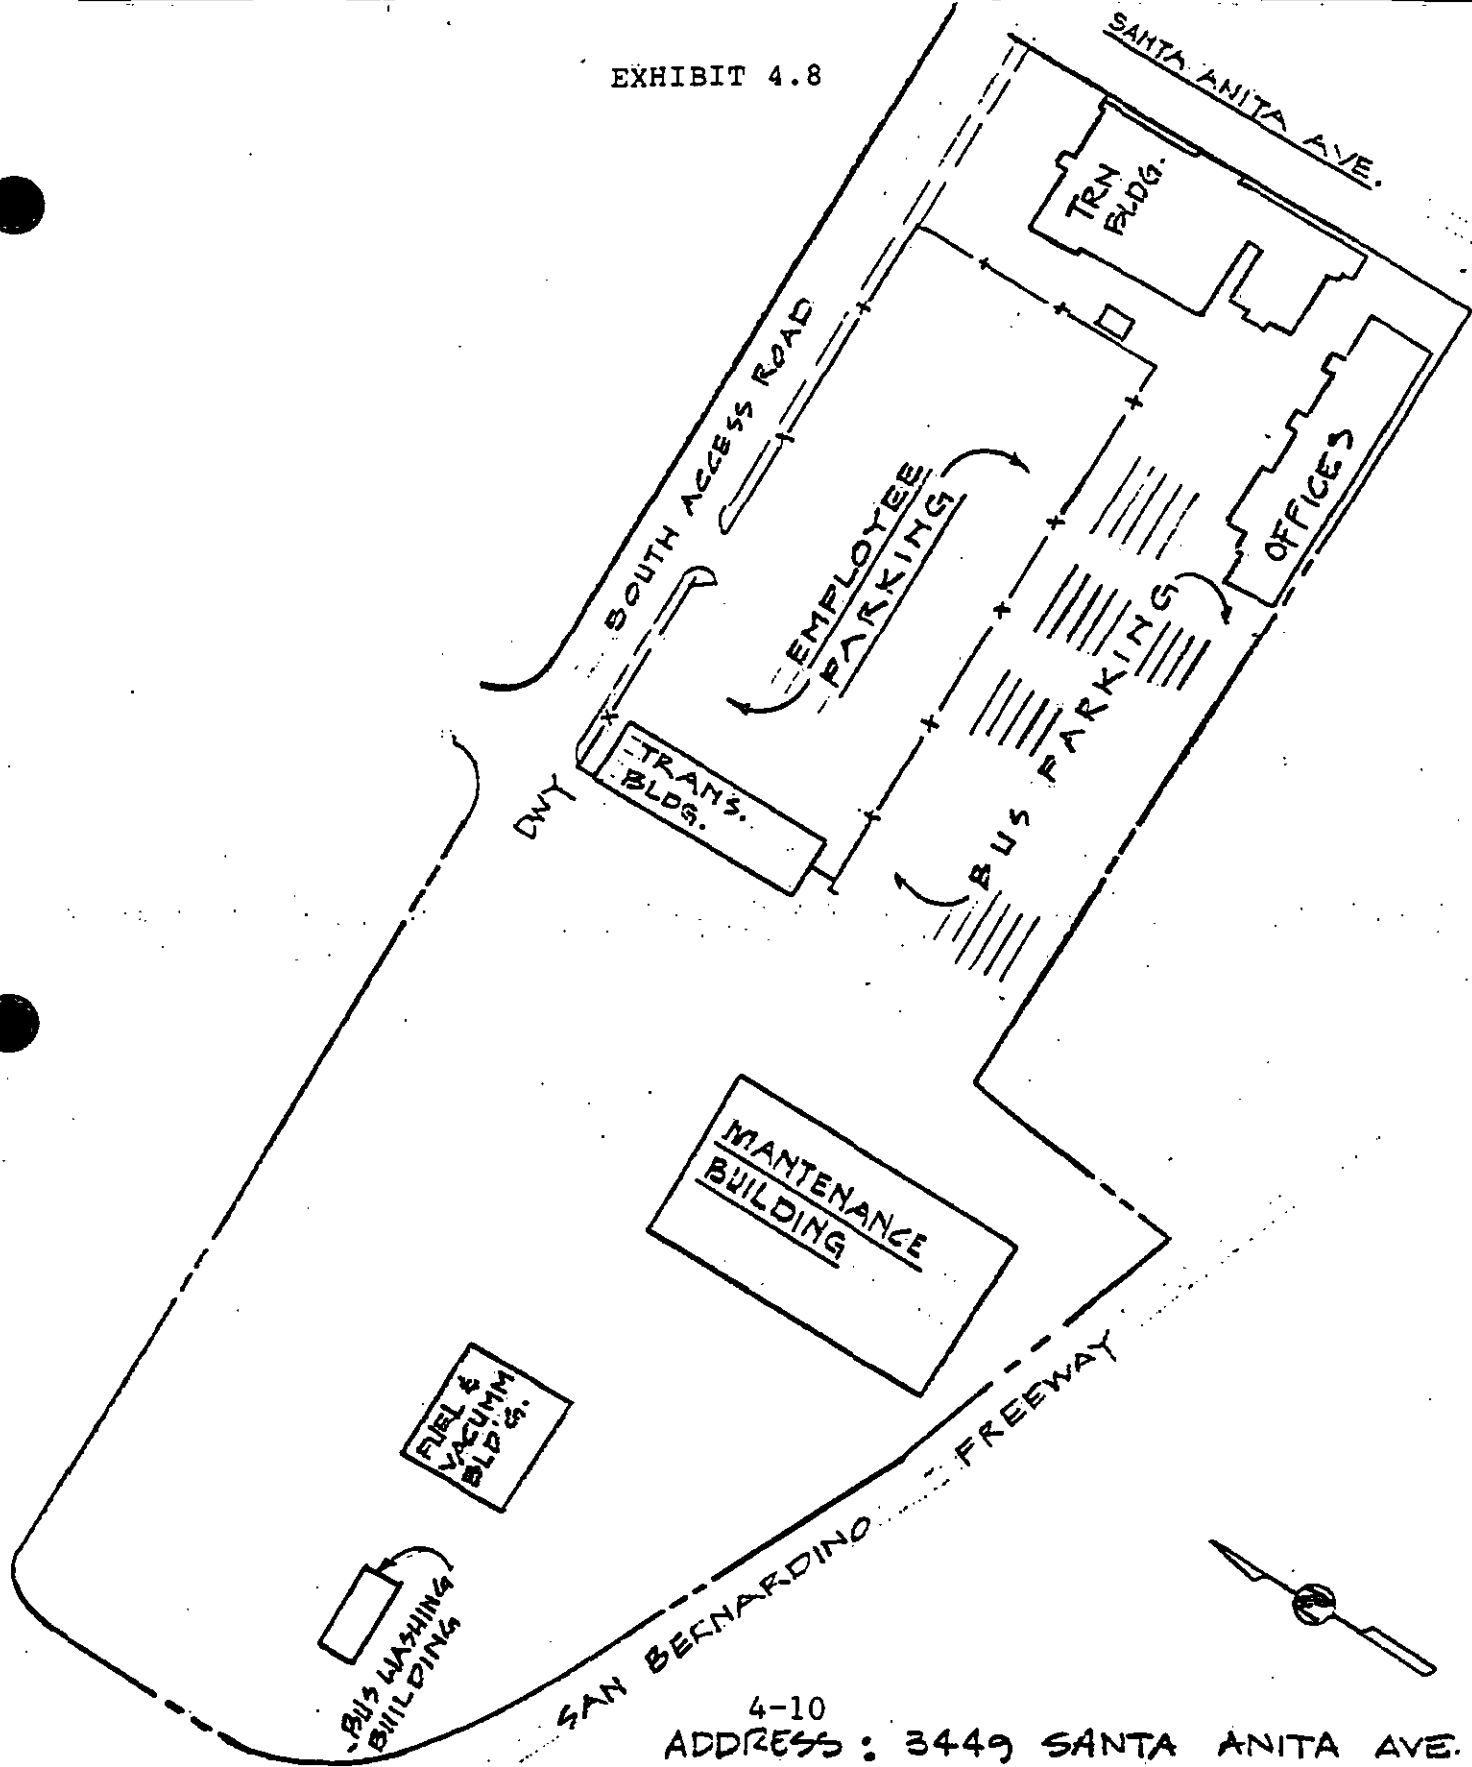 EXHIBIT 4.8
SANTA ANITA AVE.
TRN
BLDG.
SOUTH ACCESS ROAD
EMPLOYEE
PARKING
OFFICES
BUS PARKING
TRANS.
BLDG.
DWY
MANTENANCE
BUILDING
FUEL &
VACUMM
BLD'G.
BUS WASHING
BUILDING
SAN BERNARDINO FREEWAY
4-10
ADDRESS: 3449 SANTA ANITA AVE.